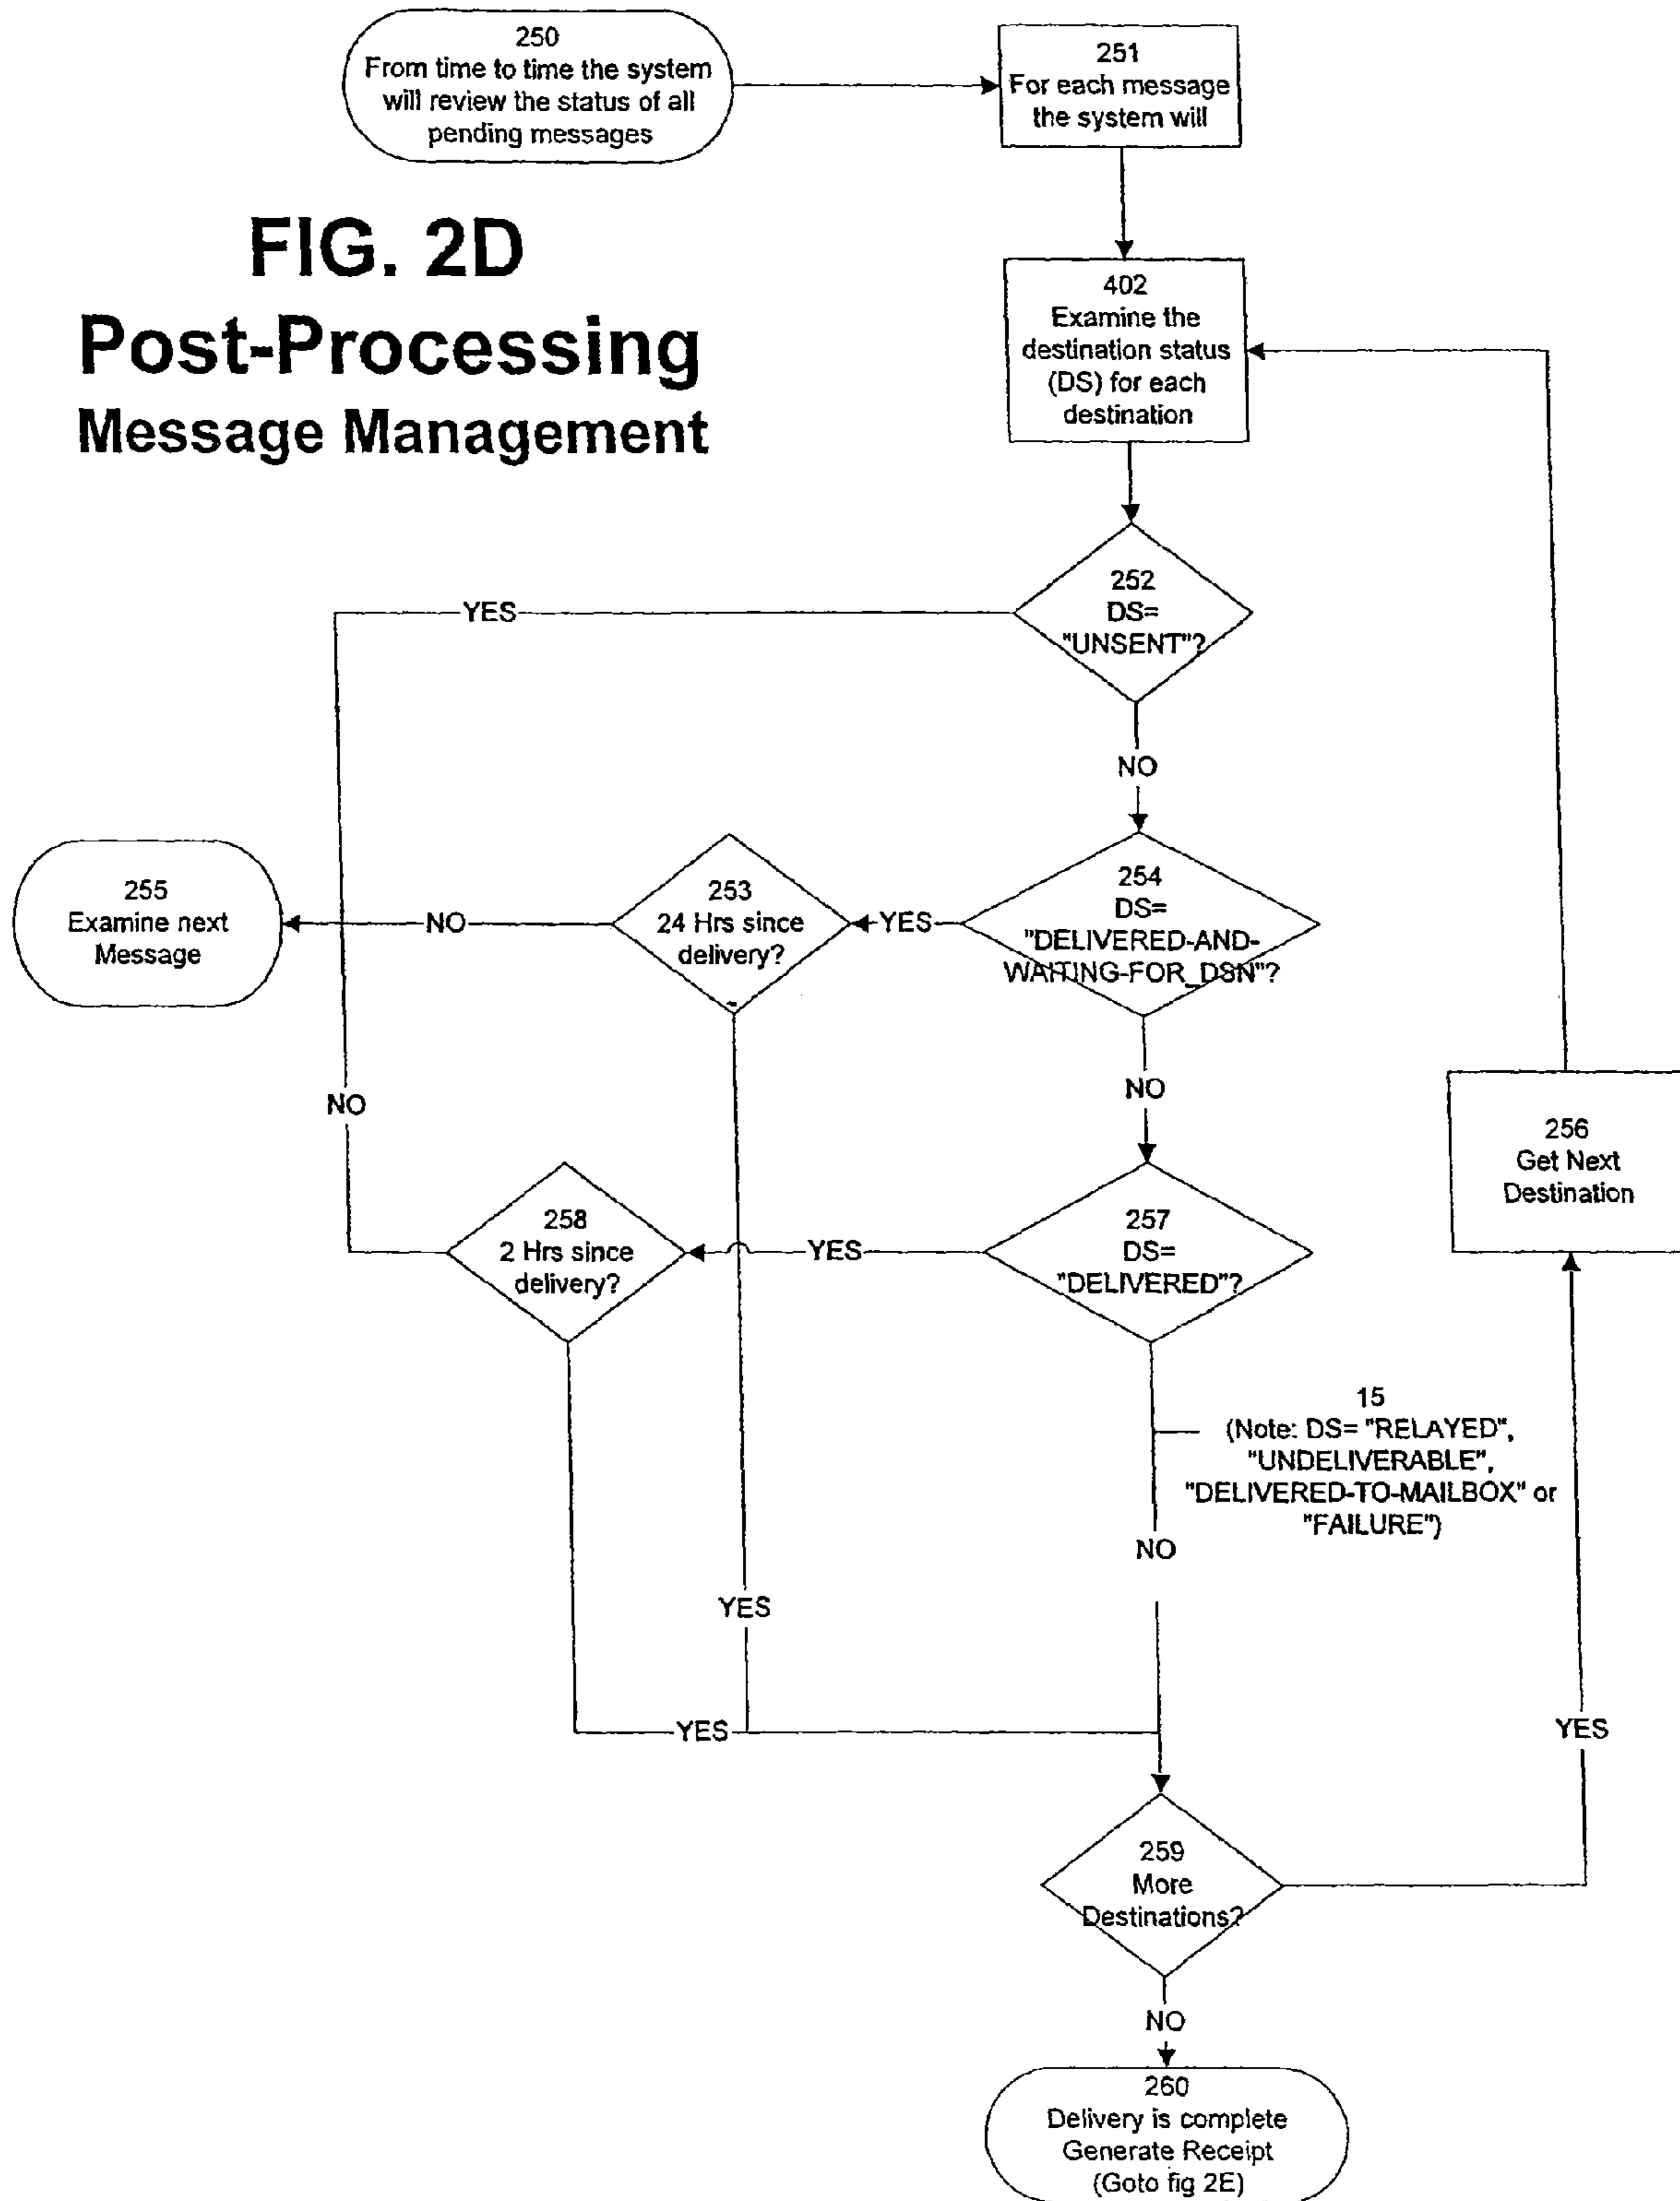 250
From time to time the system
will review the status of all
pending messages
251
For each message
the system will
FIG. 2D
Post-Processing
Message Management
402
Examine the
destination status
(DS) for each
destination
252
DS=
"UNSENT"?
YES
NO
254
DS=
"DELIVERED-AND-
WAITING-FOR_DSN"?
YES
253
24 Hrs since
delivery?
NO
255
Examine next
Message
NO
NO
256
Get Next
Destination
257
DS=
"DELIVERED"?
YES
258
2 Hrs since
delivery?
15
(Note: DS= "RELAYED",
"UNDELIVERABLE",
"DELIVERED-TO-MAILBOX" or
"FAILURE")
NO
YES
YES
YES
259
More
Destinations?
NO
260
Delivery is complete
Generate Receipt
(Goto fig 2E)